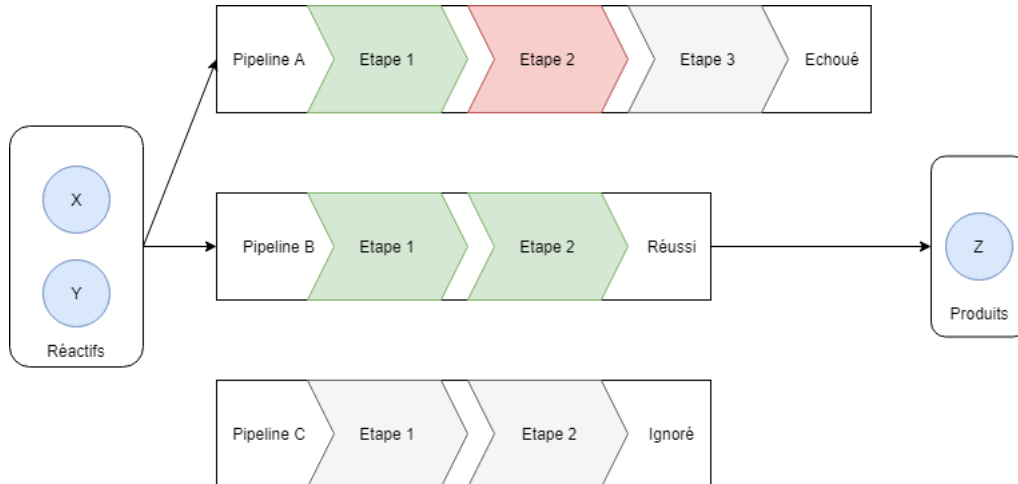 Pipeline A
Etape 1
Etape 2
Etape 3
Echoué
X
Y
Réactifs
Pipeline B
Etape 1
Etape 2
Réussi
Z
Produits
Pipeline C
Etape 1
Etape 2
Ignoré